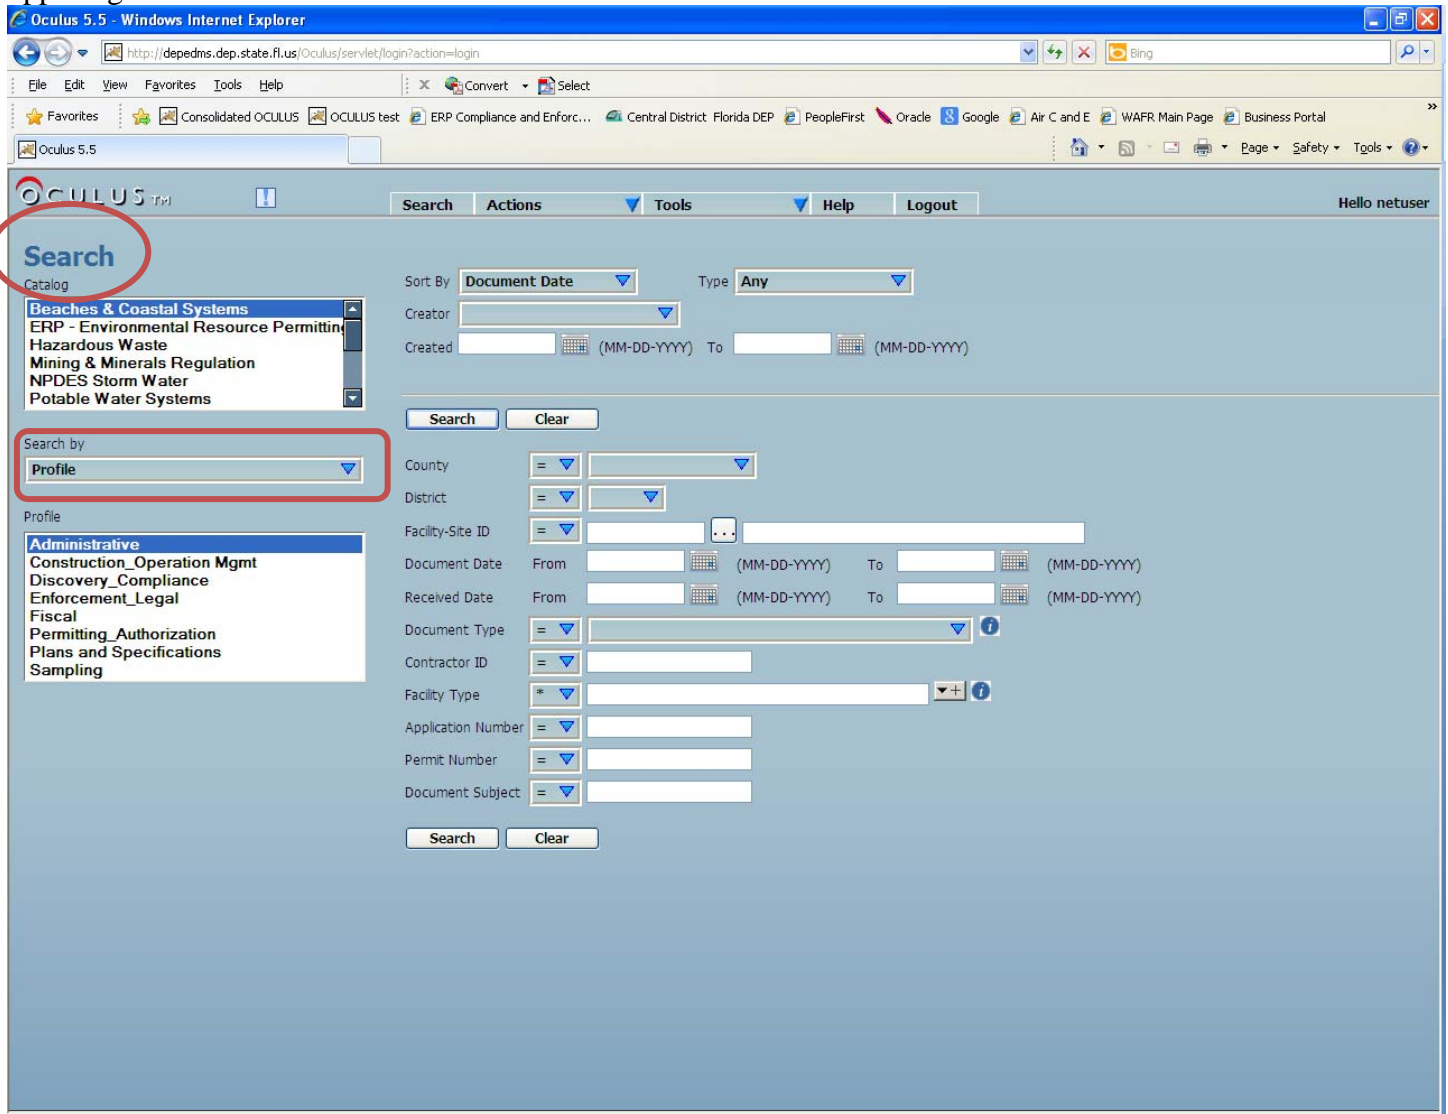 Oculus 5.5 - Windows Internet Explorer
http://depedms.dep.state.fl.us/Oculus/servlet/login?action=login
Bing
File Edit View Favorites Tools Help X Convert Select
Favorites Consolidated OCULUS OCULUS test ERP Compliance and Enforc... Central District Florida DEP PeopleFirst Oracle Google Air C and E WAFR Main Page Business Portal »
Oculus 5.5 Page Safety Tools
OCULUS TM ! Search Actions Tools Help Logout Hello netuser
Search
Catalog
Beaches & Coastal Systems
ERP - Environmental Resource Permitting
Hazardous Waste
Mining & Minerals Regulation
NPDES Storm Water
Potable Water Systems
Search by
Profile
Profile
Administrative
Construction_Operation Mgmt
Discovery_Compliance
Enforcement_Legal
Fiscal
Permitting_Authorization
Plans and Specifications
Sampling
Sort By Document Date Type Any
Creator
Created (MM-DD-YYYY) To (MM-DD-YYYY)
Search Clear
County =
District =
Facility-Site ID = ...
Document Date From (MM-DD-YYYY) To (MM-DD-YYYY)
Received Date From (MM-DD-YYYY) To (MM-DD-YYYY)
Document Type = i
Contractor ID =
Facility Type * + i
Application Number =
Permit Number =
Document Subject =
Search Clear